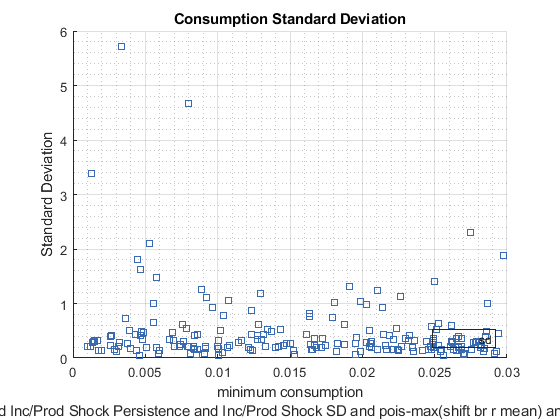 Consumption Standard Deviation
6
5
4
3
2
1
0
Standard Deviation
sd
0
0.005
0.01
0.015
0.02
0.025
0.03
minimum consumption
d Inc/Prod Shock Persistence and Inc/Prod Shock SD and pois-max(shift br r mean) an